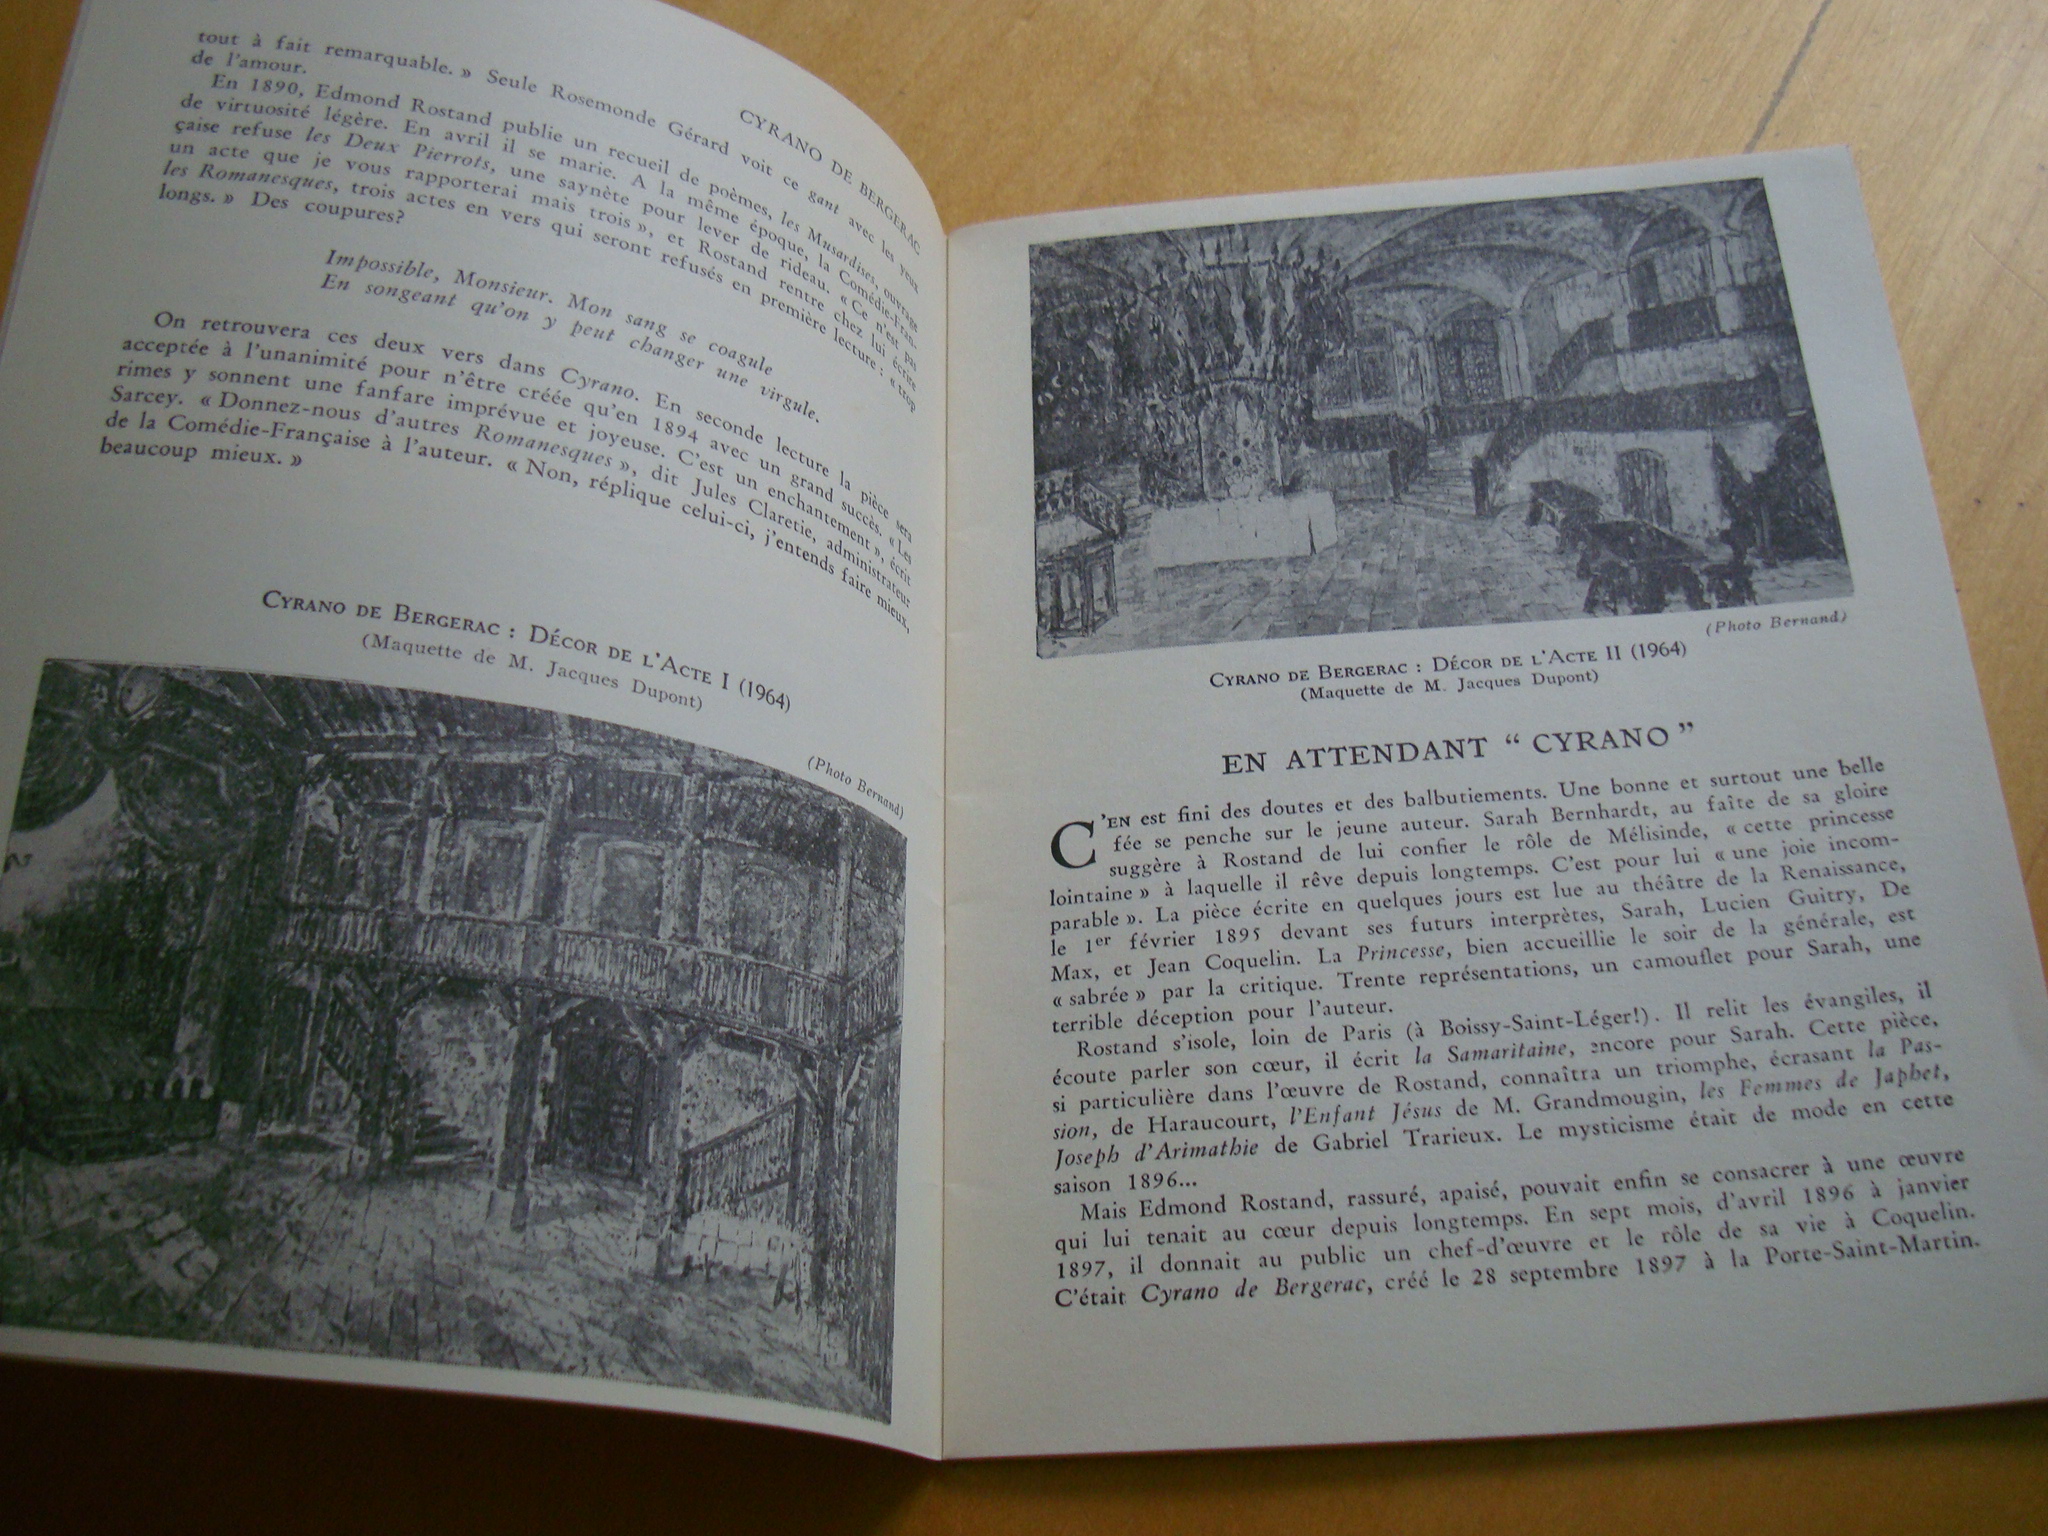 CYRANO DE BERGERAC
tout à fait remarquable. » Seule Rosemonde Gérard voit ce gant avec les yeux
de l'amour.
En 1890, Edmond Rostand publie un recueil de poèmes, les Musardises, ouvrage
de virtuosité légère. En avril il se marie. A la même époque, la Comédie-Fran-
çaise refuse les Deux Pierrots, une saynète pour lever de rideau. « Ce n'est pas
un acte que je vous rapporterai mais trois », et Rostand rentre chez lui écrire
les Romanesques, trois actes en vers qui seront refusés en première lecture : « trop
longs. » Des coupures?
Impossible, Monsieur. Mon sang se coagule
En songeant qu'on y peut changer une virgule.
On retrouvera ces deux vers dans Cyrano. En seconde lecture la pièce sera
acceptée à l'unanimité pour n'être créée qu'en 1894 avec un grand succès. « Les
rimes y sonnent une fanfare imprévue et joyeuse. C'est un enchantement », écrit
Sarcey. « Donnez-nous d'autres Romanesques », dit Jules Claretie, administrateur
de la Comédie-Française à l'auteur. « Non, réplique celui-ci, j'entends faire mieux,
beaucoup mieux. »
CYRANO DE BERGERAC : DÉCOR DE L'ACTE I (1964)
(Maquette de M. Jacques Dupont)
(Photo Bernand)
(Photo Bernand)
CYRANO DE BERGERAC : DÉCOR DE L'ACTE II (1964)
(Maquette de M. Jacques Dupont)
EN ATTENDANT “ CYRANO ”
C'EN est fini des doutes et des balbutiements. Une bonne et surtout une belle
fée se penche sur le jeune auteur. Sarah Bernhardt, au faîte de sa gloire
suggère à Rostand de lui confier le rôle de Mélisinde, « cette princesse
lointaine » à laquelle il rêve depuis longtemps. C'est pour lui « une joie incom-
parable ». La pièce écrite en quelques jours est lue au théâtre de la Renaissance,
le 1er février 1895 devant ses futurs interprètes, Sarah, Lucien Guitry, De
Max, et Jean Coquelin. La Princesse, bien accueillie le soir de la générale, est
« sabrée » par la critique. Trente représentations, un camouflet pour Sarah, une
terrible déception pour l'auteur.
Rostand s'isole, loin de Paris (à Boissy-Saint-Léger!). Il relit les évangiles, il
écoute parler son cœur, il écrit la Samaritaine, encore pour Sarah. Cette pièce,
si particulière dans l'œuvre de Rostand, connaîtra un triomphe, écrasant la Pas-
sion, de Haraucourt, l'Enfant Jésus de M. Grandmougin, les Femmes de Japhet,
Joseph d'Arimathie de Gabriel Trarieux. Le mysticisme était de mode en cette
saison 1896...
Mais Edmond Rostand, rassuré, apaisé, pouvait enfin se consacrer à une œuvre
qui lui tenait au cœur depuis longtemps. En sept mois, d'avril 1896 à janvier
1897, il donnait au public un chef-d'œuvre et le rôle de sa vie à Coquelin.
C'était Cyrano de Bergerac, créé le 28 septembre 1897 à la Porte-Saint-Martin.